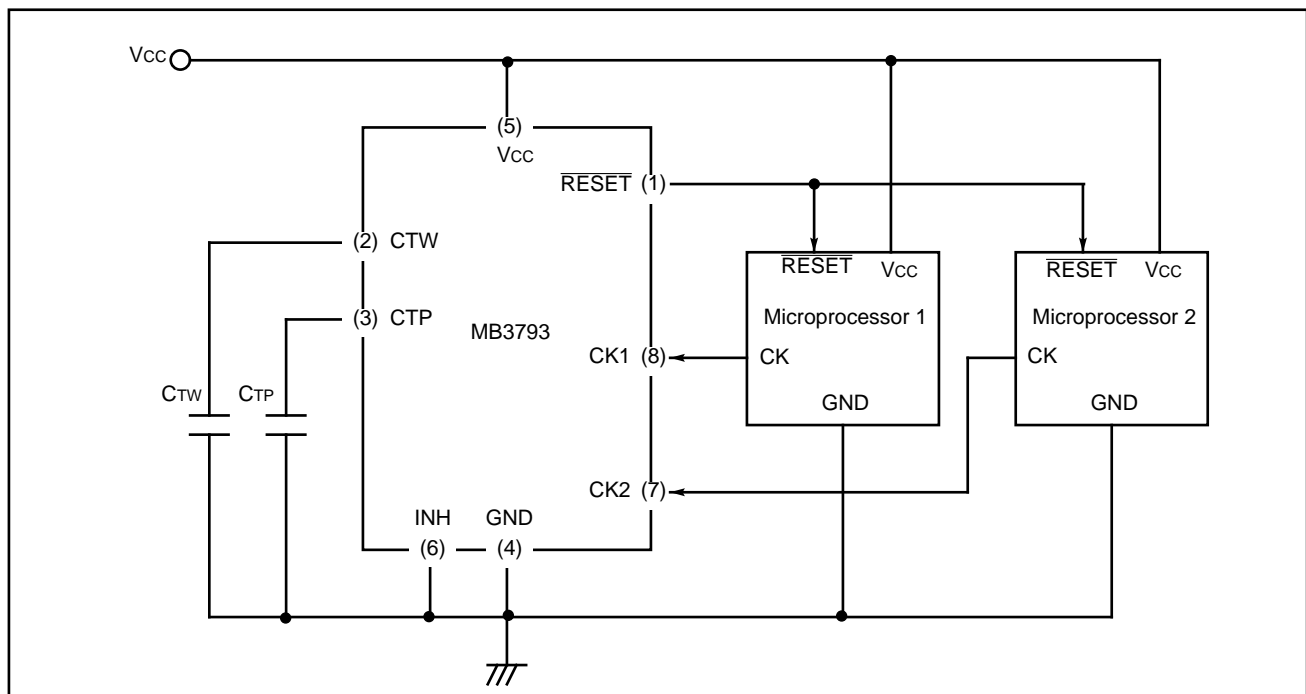 VCC
(5)
VCC
RESET (1)
(2) CTW
RESET VCC
RESET VCC
(3) CTP
MB3793
Microprocessor 1
Microprocessor 2
CK1 (8)
CK
CK
CTW
CTP
GND
GND
CK2 (7)
INH GND
(6) (4)